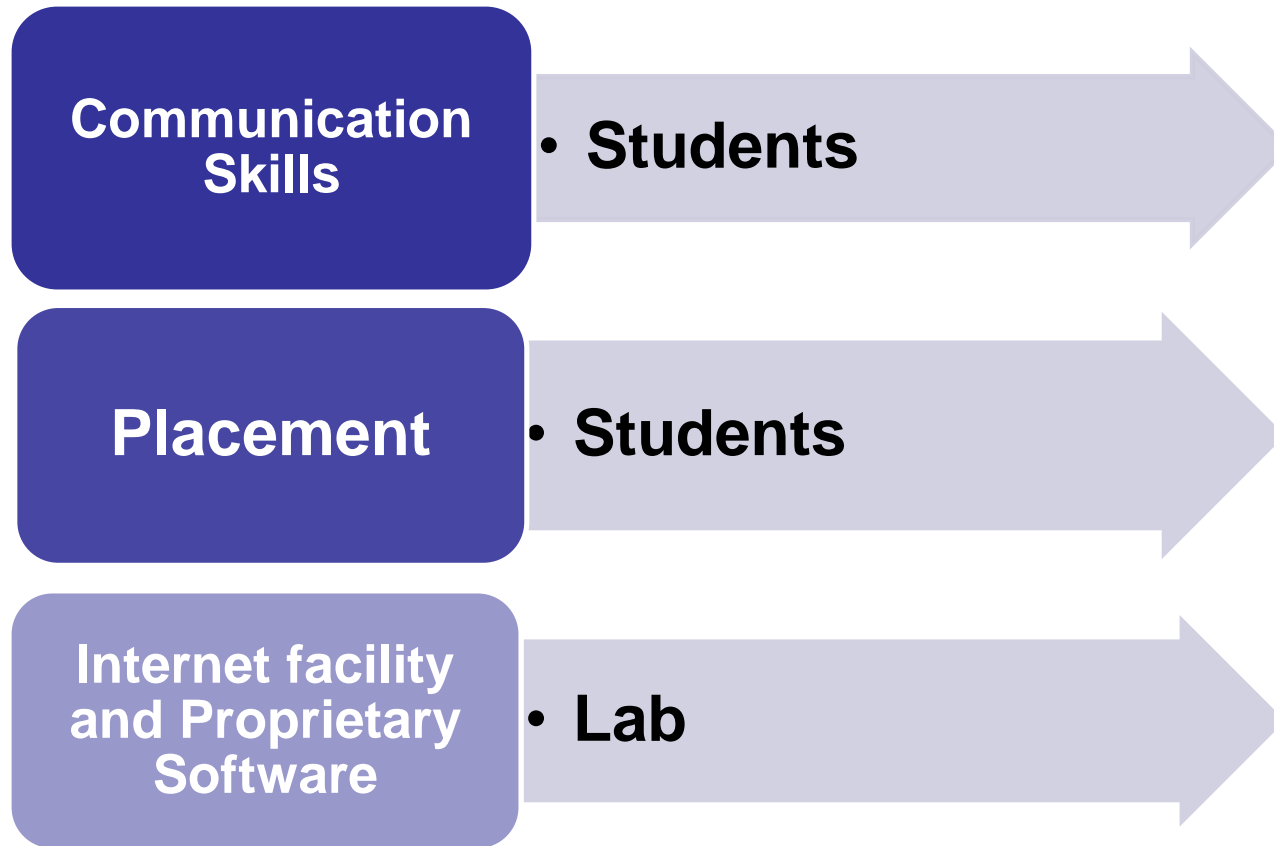 Communication
Skills
• Students
Placement
• Students
Internet facility
and Proprietary
Software
• Lab